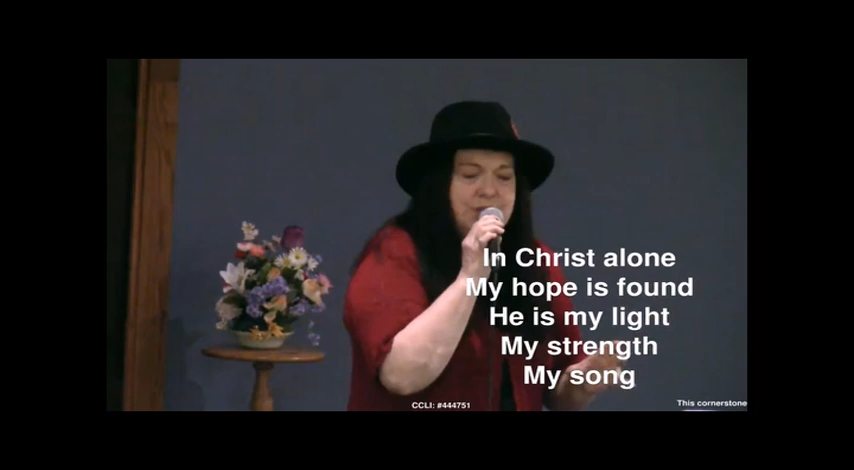 In Christ alone
My hope is found
He is my light
My strength
My song
CCLI: #444751
This cornerstone